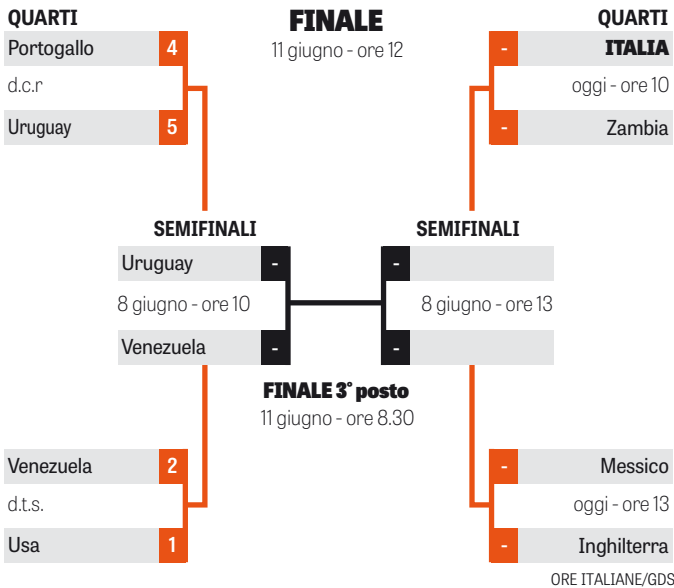 QUARTI
Portogallo 4
d.c.r
Uruguay 5
FINALE
11 giugno - ore 12
QUARTI
- ITALIA
oggi - ore 10
- Zambia
SEMIFINALI
Uruguay -
8 giugno - ore 10
Venezuela -
SEMIFINALI
-
8 giugno - ore 13
-
FINALE 3° posto
11 giugno - ore 8.30
Venezuela 2
d.t.s.
Usa 1
- Messico
oggi - ore 13
- Inghilterra
ORE ITALIANE/GDS